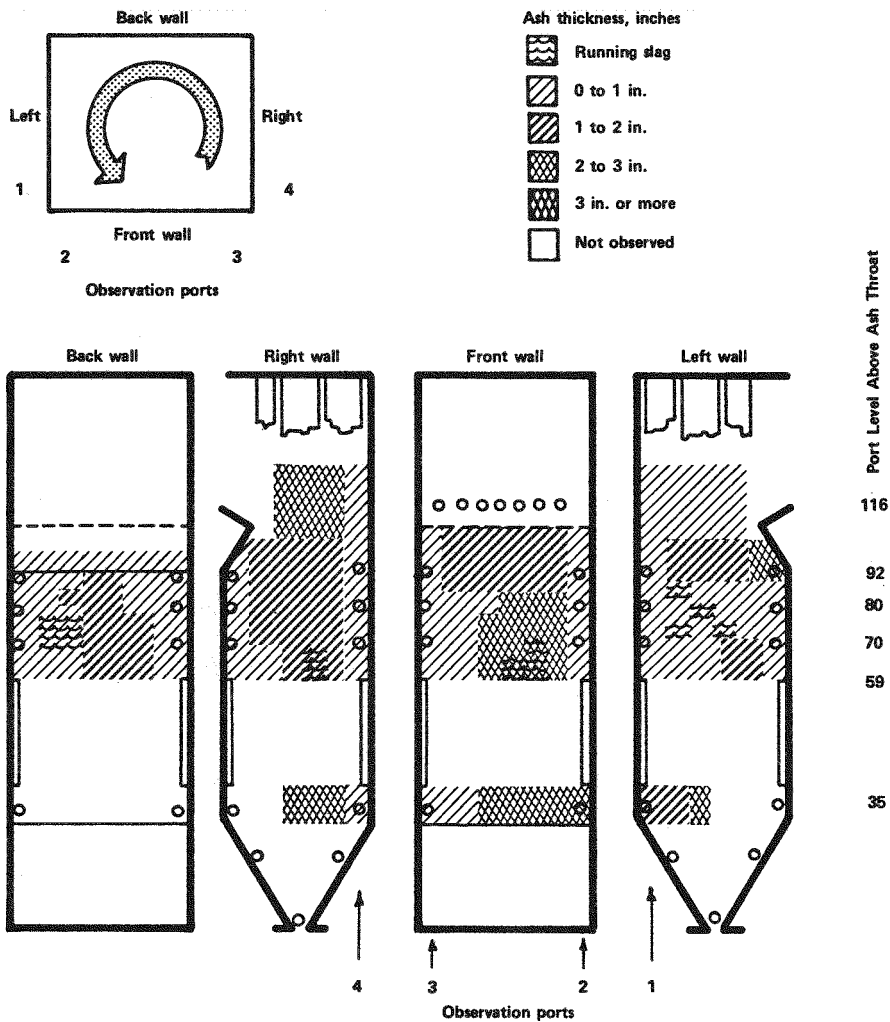 Back wall
Left
Right
1
4
Front wall
2
3
Observation ports
Ash thickness, inches
Running slag
0 to 1 in.
1 to 2 in.
2 to 3 in.
3 in. or more
Not observed
Back wall
Right wall
Front wall
Left wall
Port Level Above Ash Throat
116
92
80
70
59
35
4
3
2
1
Observation ports